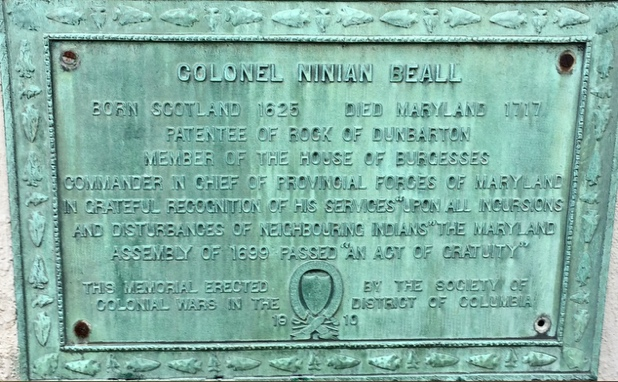 COLONEL NINIAN BEALL
BORN SCOTLAND 1625 DIED MARYLAND 1717
PATENTEE OF ROCK OF DUNBARTON
MEMBER OF THE HOUSE OF BURGESSES
COMMANDER IN CHIEF OF PROVINCIAL FORCES OF MARYLAND
IN GRATEFUL RECOGNITION OF HIS SERVICES "UPON ALL INCURSIONS
AND DISTURBANCES OF NEIGHBOURING INDIANS" THE MARYLAND
ASSEMBLY OF 1699 PASSED "AN ACT OF GRATUITY"
THIS MEMORIAL ERECTED BY THE SOCIETY OF
COLONIAL WARS IN THE DISTRICT OF COLUMBIA
19 10